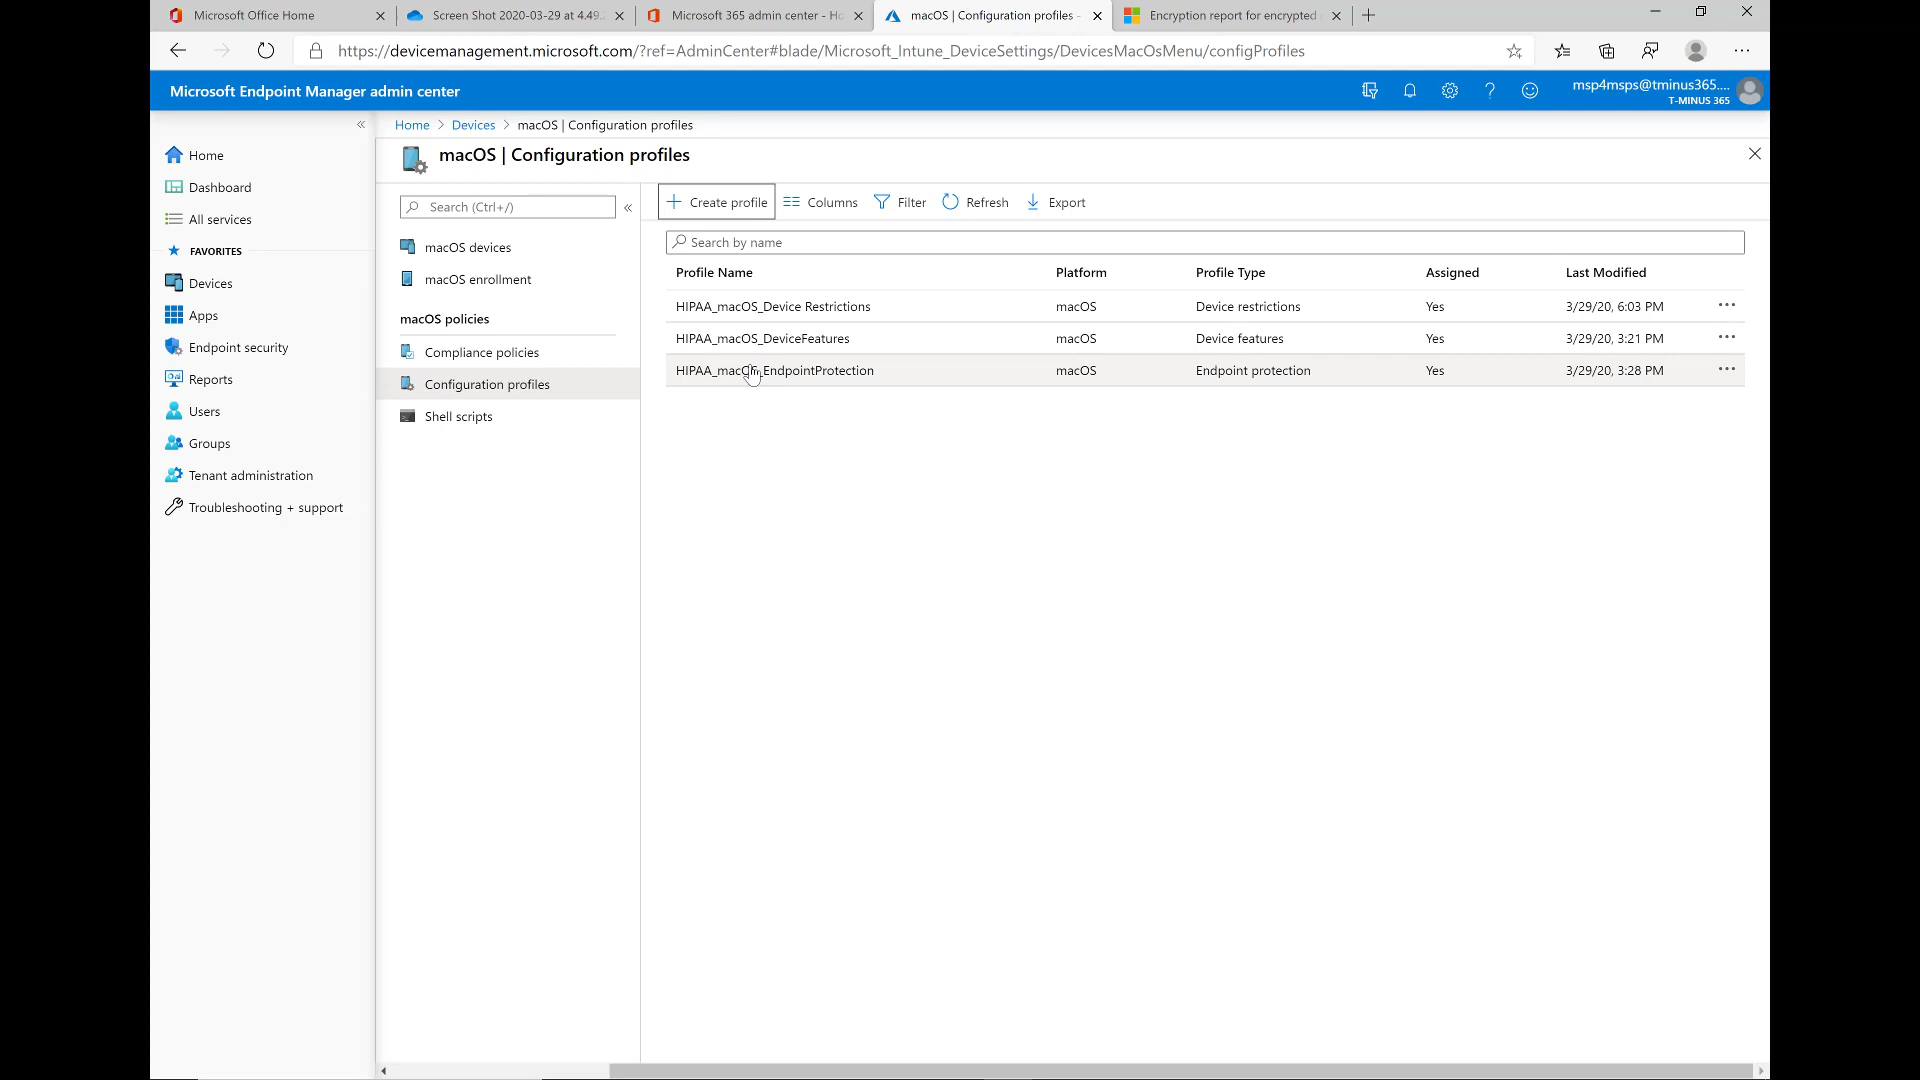 Microsoft Office Home
Screen Shot 2020-03-29 at 4.49.
Microsoft 365 admin center - Ho
macOS | Configuration profiles -
Encryption report for encrypted
https://devicemanagement.microsoft.com/?ref=AdminCenter#blade/Microsoft_Intune_DeviceSettings/DevicesMacOsMenu/configProfiles
Microsoft Endpoint Manager admin center
msp4msps@tminus365....
T-MINUS 365
Home > Devices > macOS | Configuration profiles
macOS | Configuration profiles
Home
Dashboard
All services
FAVORITES
Devices
Apps
Endpoint security
Reports
Users
Groups
Tenant administration
Troubleshooting + support
Search (Ctrl+/)
macOS devices
macOS enrollment
macOS policies
Compliance policies
Configuration profiles
Shell scripts
Create profile Columns Filter Refresh Export
Search by name
Profile Name Platform Profile Type Assigned Last Modified
HIPAA_macOS_Device Restrictions macOS Device restrictions Yes 3/29/20, 6:03 PM
HIPAA_macOS_DeviceFeatures macOS Device features Yes 3/29/20, 3:21 PM
HIPAA_macOS_EndpointProtection macOS Endpoint protection Yes 3/29/20, 3:28 PM